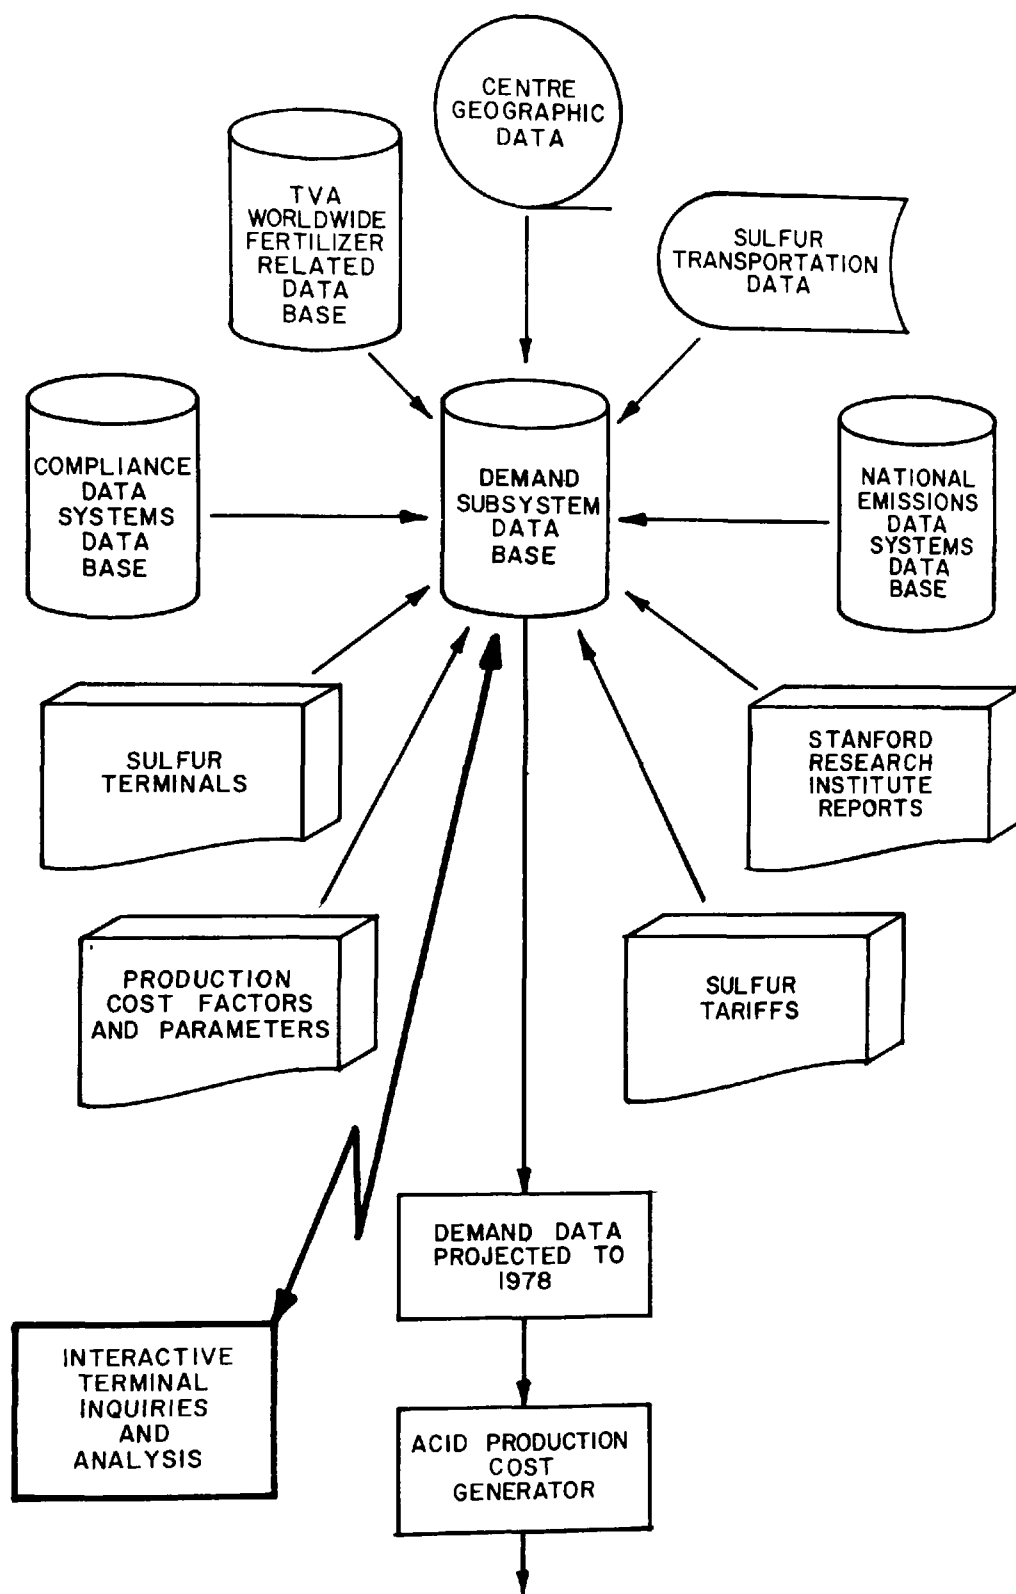 CENTRE
GEOGRAPHIC
DATA
TVA
WORLDWIDE
FERTILIZER
RELATED
DATA
BASE
SULFUR
TRANSPORTATION
DATA
COMPLIANCE
DATA
SYSTEMS
DATA
BASE
DEMAND
SUBSYSTEM
DATA
BASE
NATIONAL
EMISSIONS
DATA
SYSTEMS
DATA
BASE
SULFUR
TERMINALS
STANFORD
RESEARCH
INSTITUTE
REPORTS
PRODUCTION
COST FACTORS
AND PARAMETERS
SULFUR
TARIFFS
DEMAND DATA
PROJECTED TO
1978
INTERACTIVE
TERMINAL
INQUIRIES
AND
ANALYSIS
ACID PRODUCTION
COST
GENERATOR